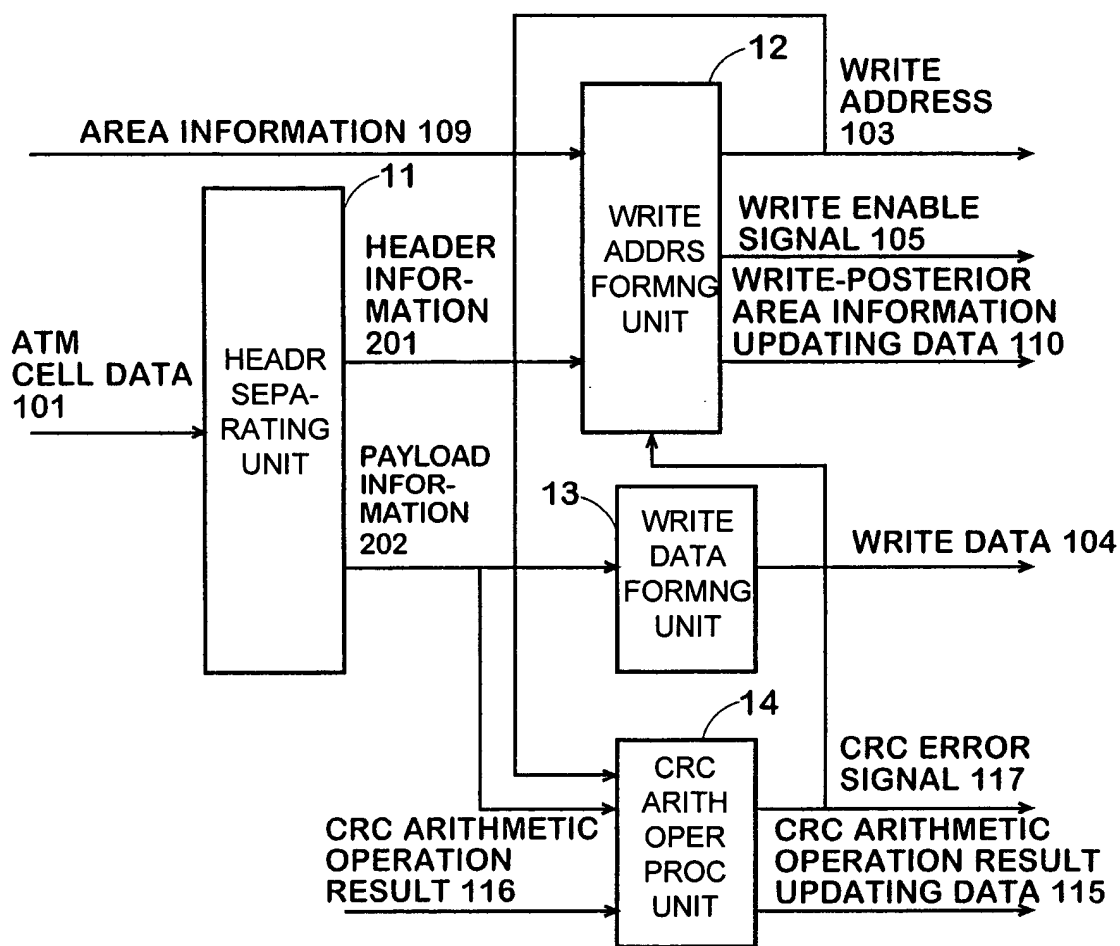 12
WRITE
ADDRESS
103
AREA INFORMATION 109
11
WRITE
ADDRS
FORMNG
UNIT
WRITE ENABLE
SIGNAL 105
HEADER
INFOR-
MATION
201
WRITE-POSTERIOR
AREA INFORMATION
UPDATING DATA 110
ATM
CELL DATA
101
HEADR
SEPA-
RATING
UNIT
PAYLOAD
INFOR-
MATION
202
13
WRITE
DATA
FORMNG
UNIT
WRITE DATA 104
14
CRC
ARITH
OPER
PROC
UNIT
CRC ERROR
SIGNAL 117
CRC ARITHMETIC
OPERATION
RESULT 116
CRC ARITHMETIC
OPERATION RESULT
UPDATING DATA 115